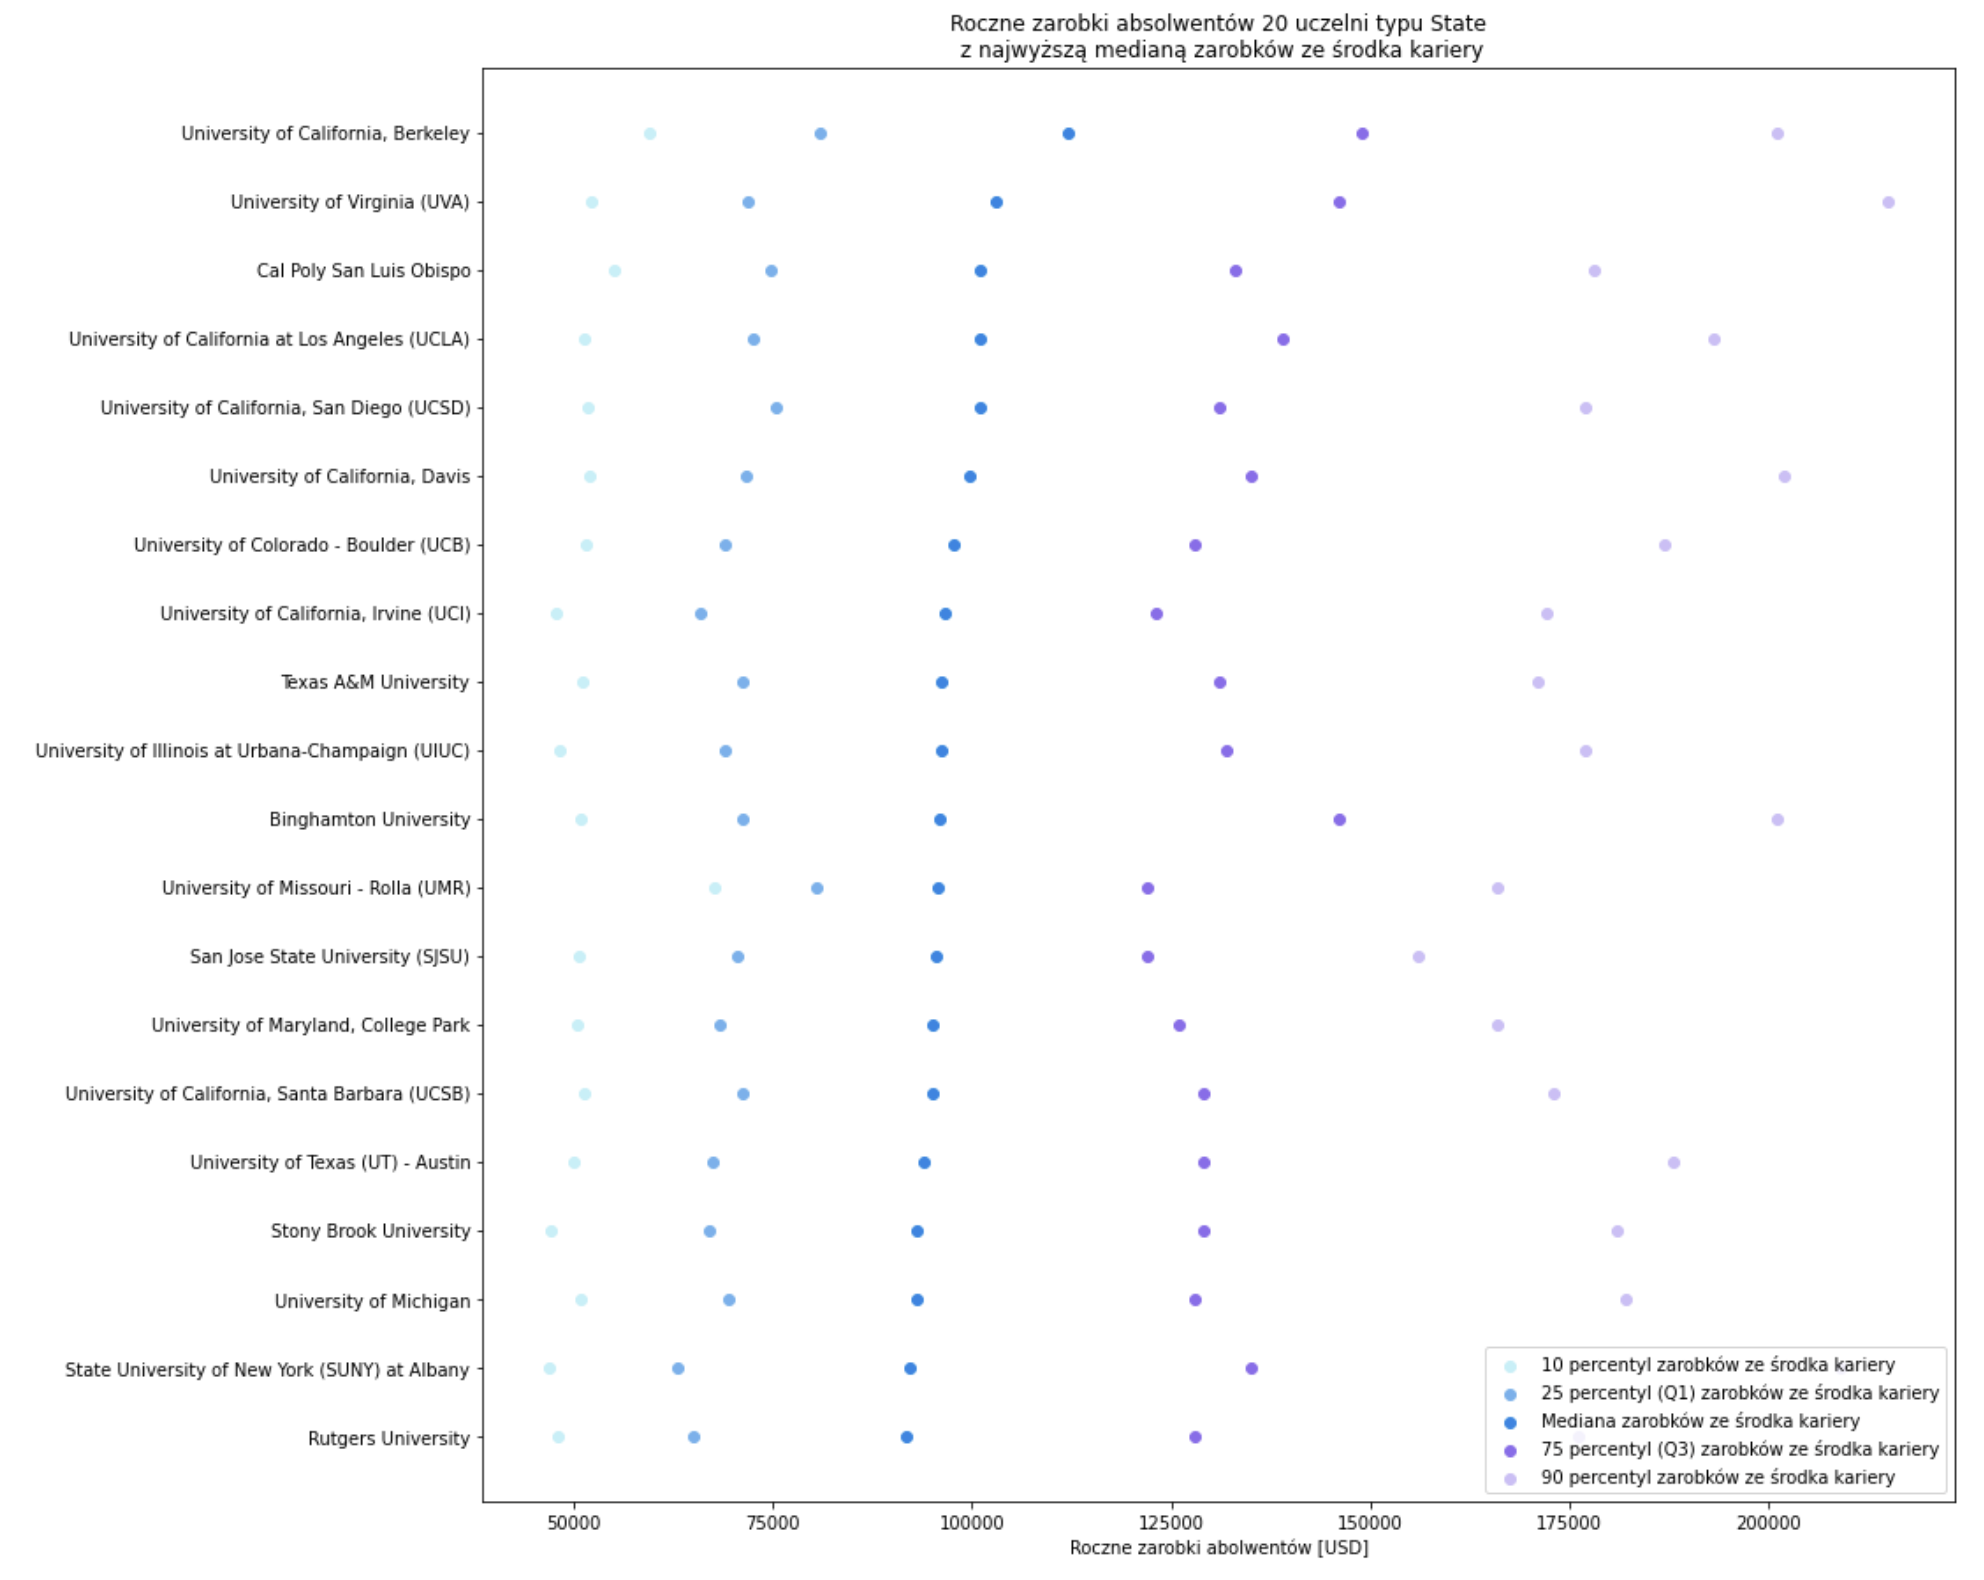 Roczne zarobki absolwentów 20 uczelni typu State
z najwyższą medianą zarobków ze środka kariery
University of California, Berkeley
University of Virginia (UVA)
Cal Poly San Luis Obispo
University of California at Los Angeles (UCLA)
University of California, San Diego (UCSD)
University of California, Davis
University of Colorado - Boulder (UCB)
University of California, Irvine (UCI)
Texas A&M University
University of Illinois at Urbana-Champaign (UIUC)
Binghamton University
University of Missouri - Rolla (UMR)
San Jose State University (SJSU)
University of Maryland, College Park
University of California, Santa Barbara (UCSB)
University of Texas (UT) - Austin
Stony Brook University
University of Michigan
State University of New York (SUNY) at Albany
Rutgers University
10 percentyl zarobków ze środka kariery
25 percentyl (Q1) zarobków ze środka kariery
Mediana zarobków ze środka kariery
75 percentyl (Q3) zarobków ze środka kariery
90 percentyl zarobków ze środka kariery
50000 75000 100000 125000 150000 175000 200000
Roczne zarobki abolwentów [USD]